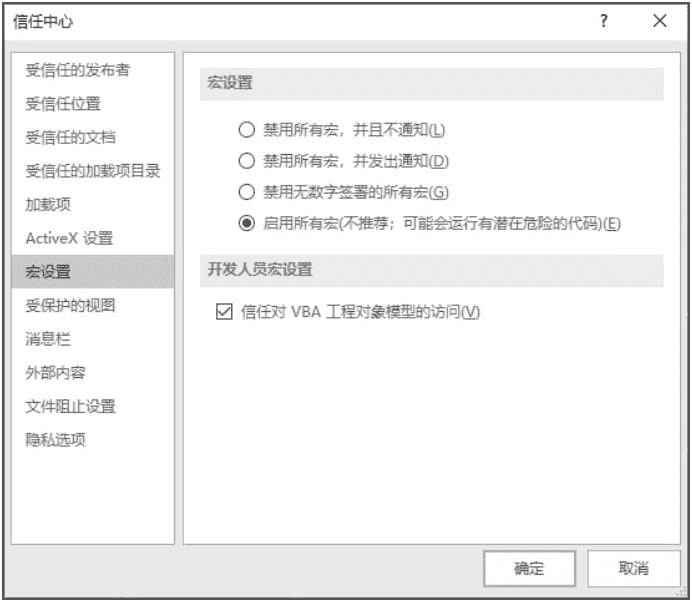 信任中心
?
受信任的发布者
受信任位置
受信任的文档
受信任的加载项目录
加载项
ActiveX 设置
宏设置
受保护的视图
消息栏
外部内容
文件阻止设置
隐私选项
宏设置
禁用所有宏，并且不通知(L)
禁用所有宏，并发出通知(D)
禁用无数字签署的所有宏(G)
启用所有宏(不推荐；可能会运行有潜在危险的代码)(E)
开发人员宏设置
信任对 VBA 工程对象模型的访问(V)
确定
取消